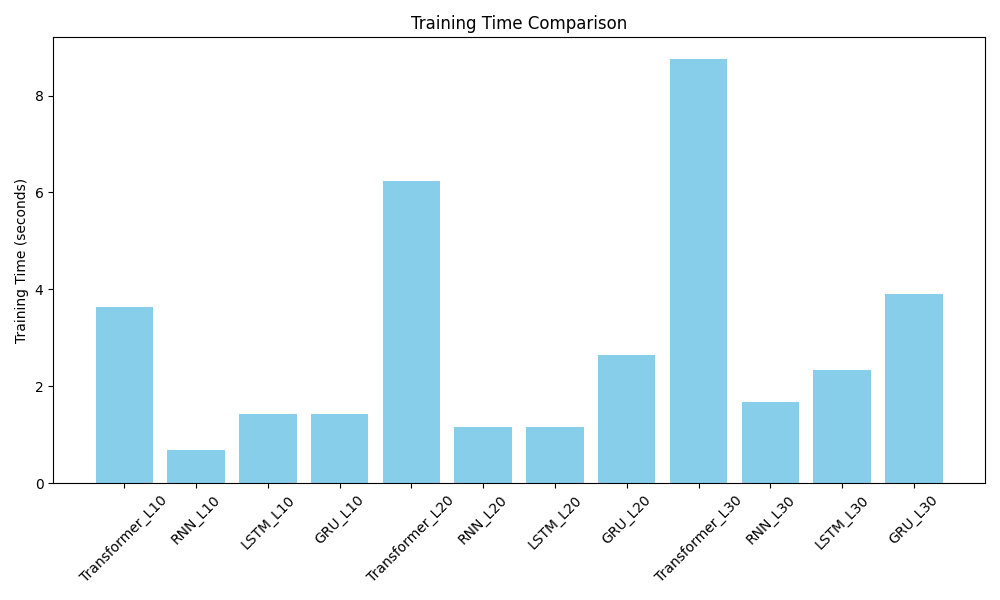 Training Time Comparison
Training Time (seconds)
8
6
4
2
0
Transformer_L10
RNN_L10
LSTM_L10
GRU_L10
Transformer_L20
RNN_L20
LSTM_L20
GRU_L20
Transformer_L30
RNN_L30
LSTM_L30
GRU_L30